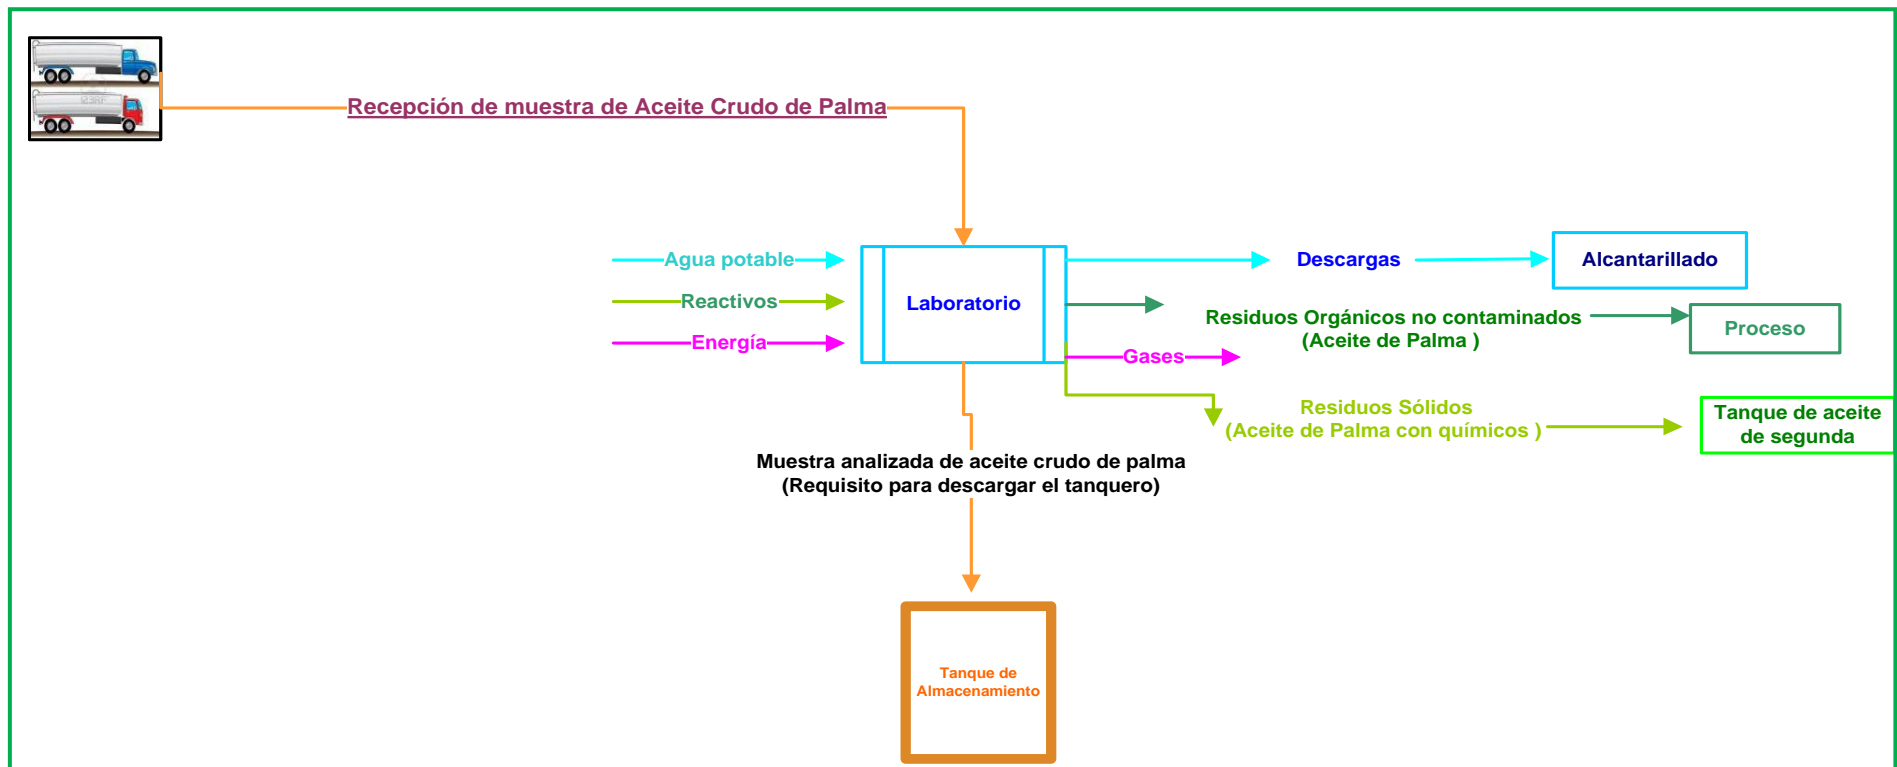 Recepción de muestra de Aceite Crudo de Palma
Agua potable
Reactivos
Energía
Laboratorio
Descargas
Alcantarillado
Residuos Orgánicos no contaminados
(Aceite de Palma )
Proceso
Gases
Residuos Sólidos
(Aceite de Palma con químicos )
Tanque de aceite
de segunda
Muestra analizada de aceite crudo de palma
(Requisito para descargar el tanquero)
Tanque de
Almacenamiento